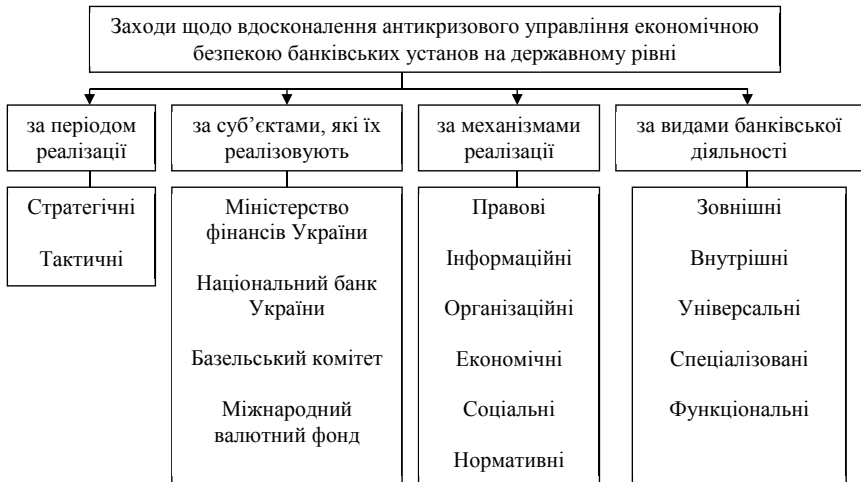 Заходи щодо вдосконалення антикризового управління економічною
безпекою банківських установ на державному рівні
за періодом
реалізації
за суб’єктами, які їх
реалізовують
за механізмами
реалізації
за видами банківської
діяльності
Стратегічні
Тактичні
Міністерство
фінансів України
Національний банк
України
Базельський комітет
Міжнародний
валютний фонд
Правові
Інформаційні
Організаційні
Економічні
Соціальні
Нормативні
Зовнішні
Внутрішні
Універсальні
Спеціалізовані
Функціональні